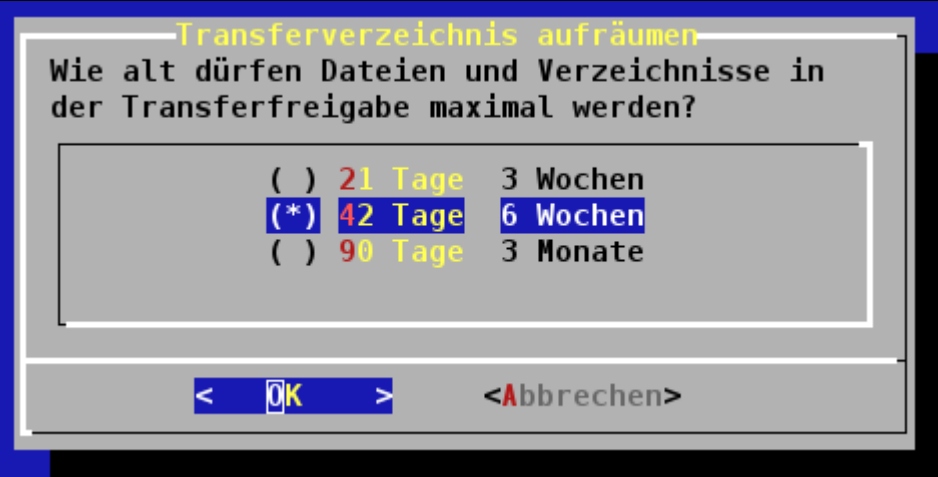 Transferverzeichnis aufräumen
Wie alt dürfen Dateien und Verzeichnisse in
der Transferfreigabe maximal werden?
( ) 21 Tage 3 Wochen
(*) 42 Tage 6 Wochen
( ) 90 Tage 3 Monate
< OK > <Abbrechen>